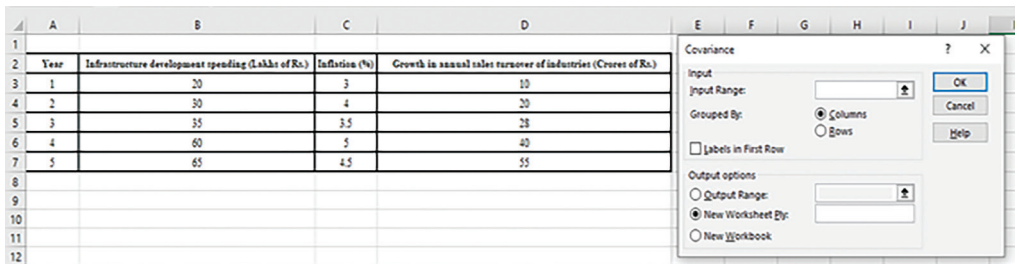 A B C D E F G H I J
1
2 Year Infrastructure development spending (Lakhs of Rs.) Inflation (%) Growth in annual sales turnover of industries (Crores of Rs.)
3 1 20 3 10
4 2 30 4 20
5 3 35 3.5 28
6 4 60 5 40
7 5 65 4.5 55
8
9
10
11
12
Covariance ? X
Input
Input Range:
Grouped By: Columns
Rows
Labels in First Row
OK
Cancel
Help
Output options
Output Range:
New Worksheet Ply:
New Workbook